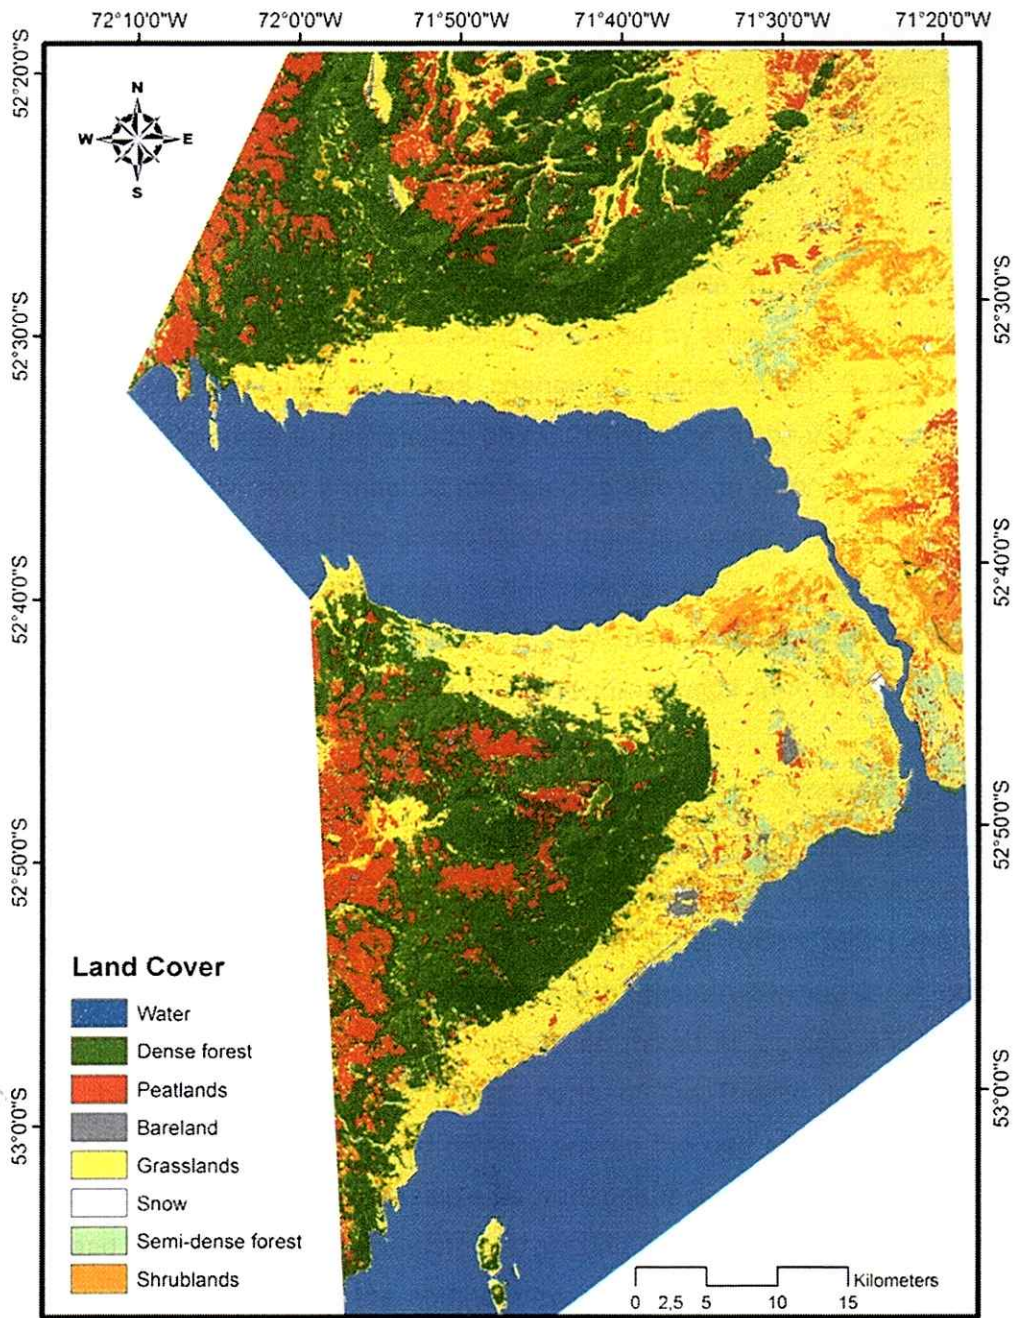 72°10'0"W 72°0'0"W 71°50'0"W 71°40'0"W 71°30'0"W 71°20'0"W
52°20'0"S
N
W E
S
52°30'0"S
52°30'0"S
52°40'0"S
52°40'0"S
52°50'0"S
52°50'0"S
53°0'0"S
53°0'0"S
Land Cover
Water
Dense forest
Peatlands
Bareland
Grasslands
Snow
Semi-dense forest
Shrublands
Kilometers
0 2,5 5 10 15